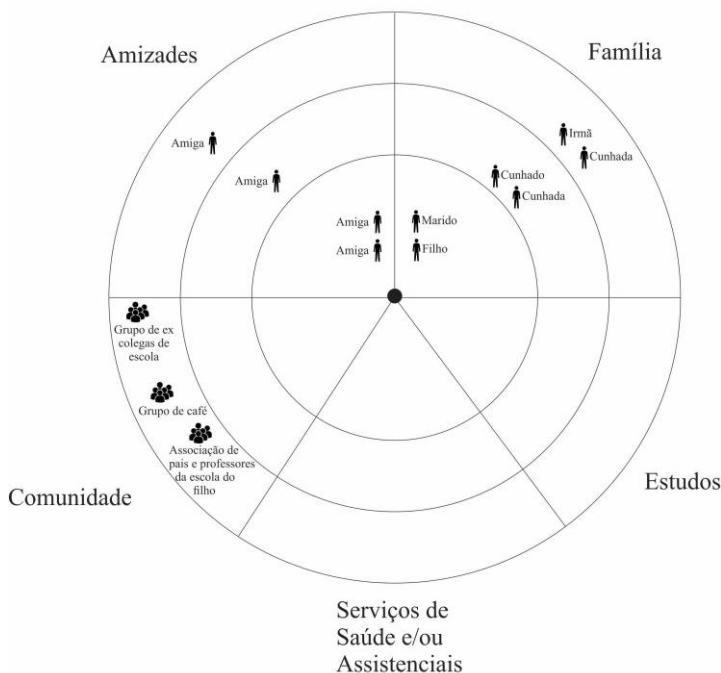 Amizades
Família
Amiga
Irmã
Cunhada
Amiga
Cunhado
Cunhada
Amiga
Marido
Amiga
Filho
Grupo de ex
colegas de
escola
Grupo de café
Associação de
pais e professores
da escola do
filho
Comunidade
Estudos
Serviços de
Saúde e/ou
Assistenciais